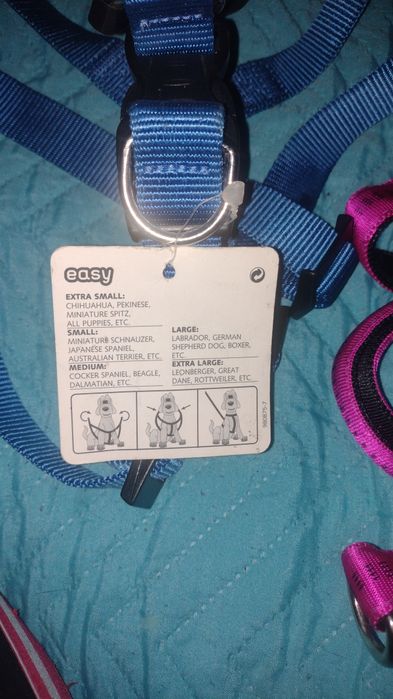 easy
EXTRA SMALL:
CHIHUAHUA, PEKINESE,
MINIATURE SPITZ,
ALL PUPPIES, ETC.
SMALL:
MINIATURE SCHNAUZER,
JAPANESE SPANIEL,
AUSTRALIAN TERRIER, ETC.
MEDIUM:
COCKER SPANIEL, BEAGLE,
DALMATIAN, ETC
LARGE:
LABRADOR, GERMAN
SHEPHERD DOG, BOXER,
ETC.
EXTRA LARGE:
LEONBERGER, GREAT
DANE, ROTTWEILER, ETC
980875-7